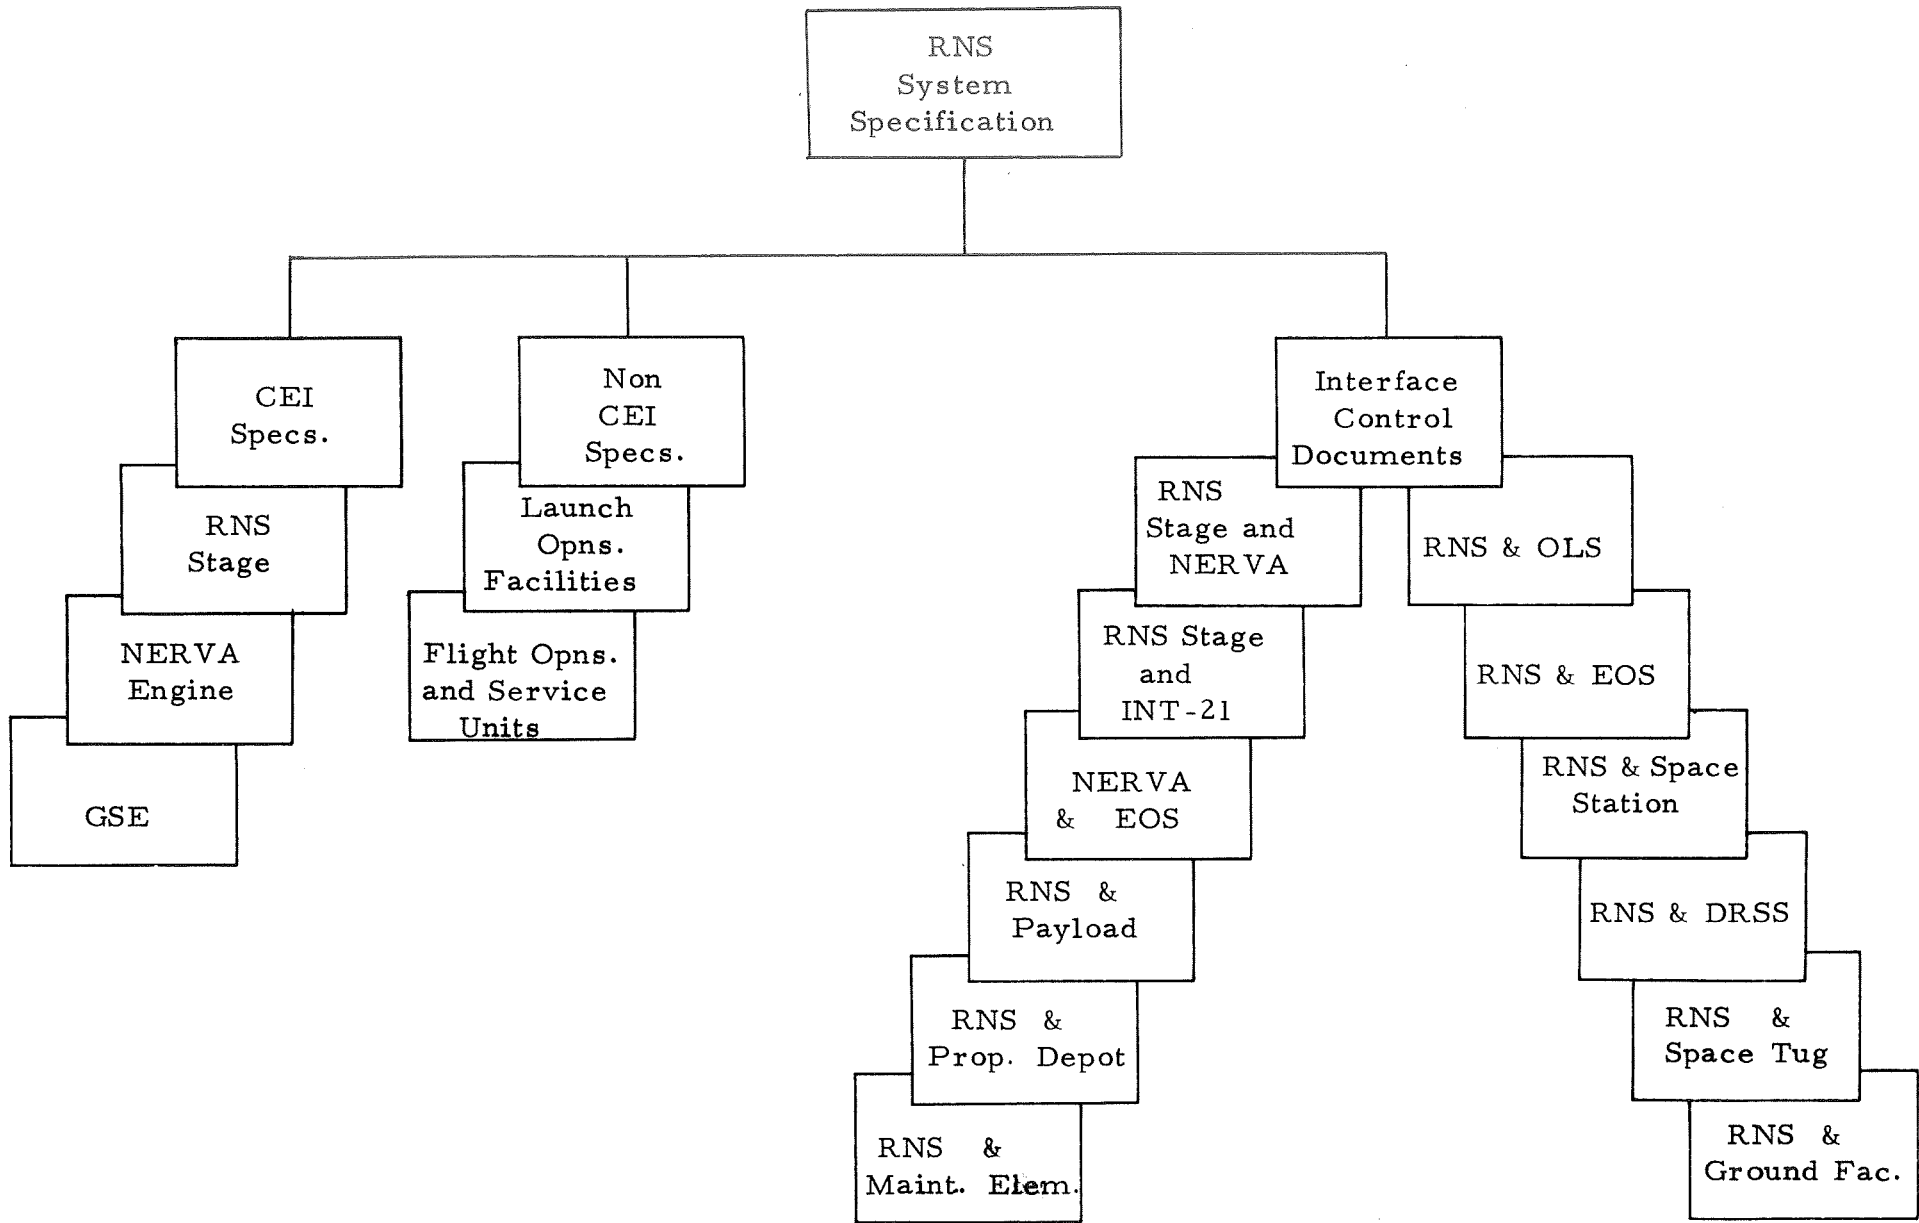 RNS
System
Specification
CEI
Specs.
RNS
Stage
NERVA
Engine
GSE
Non
CEI
Specs.
Launch
Opns.
Facilities
Flight Opns.
and Service
Units
Interface
Control
Documents
RNS
Stage and
NERVA
RNS Stage
and
INT-21
NERVA
& EOS
RNS &
Payload
RNS &
Prop. Depot
RNS &
Maint. Elem.
RNS & OLS
RNS & EOS
RNS & Space
Station
RNS & DRSS
RNS &
Space Tug
RNS &
Ground Fac.